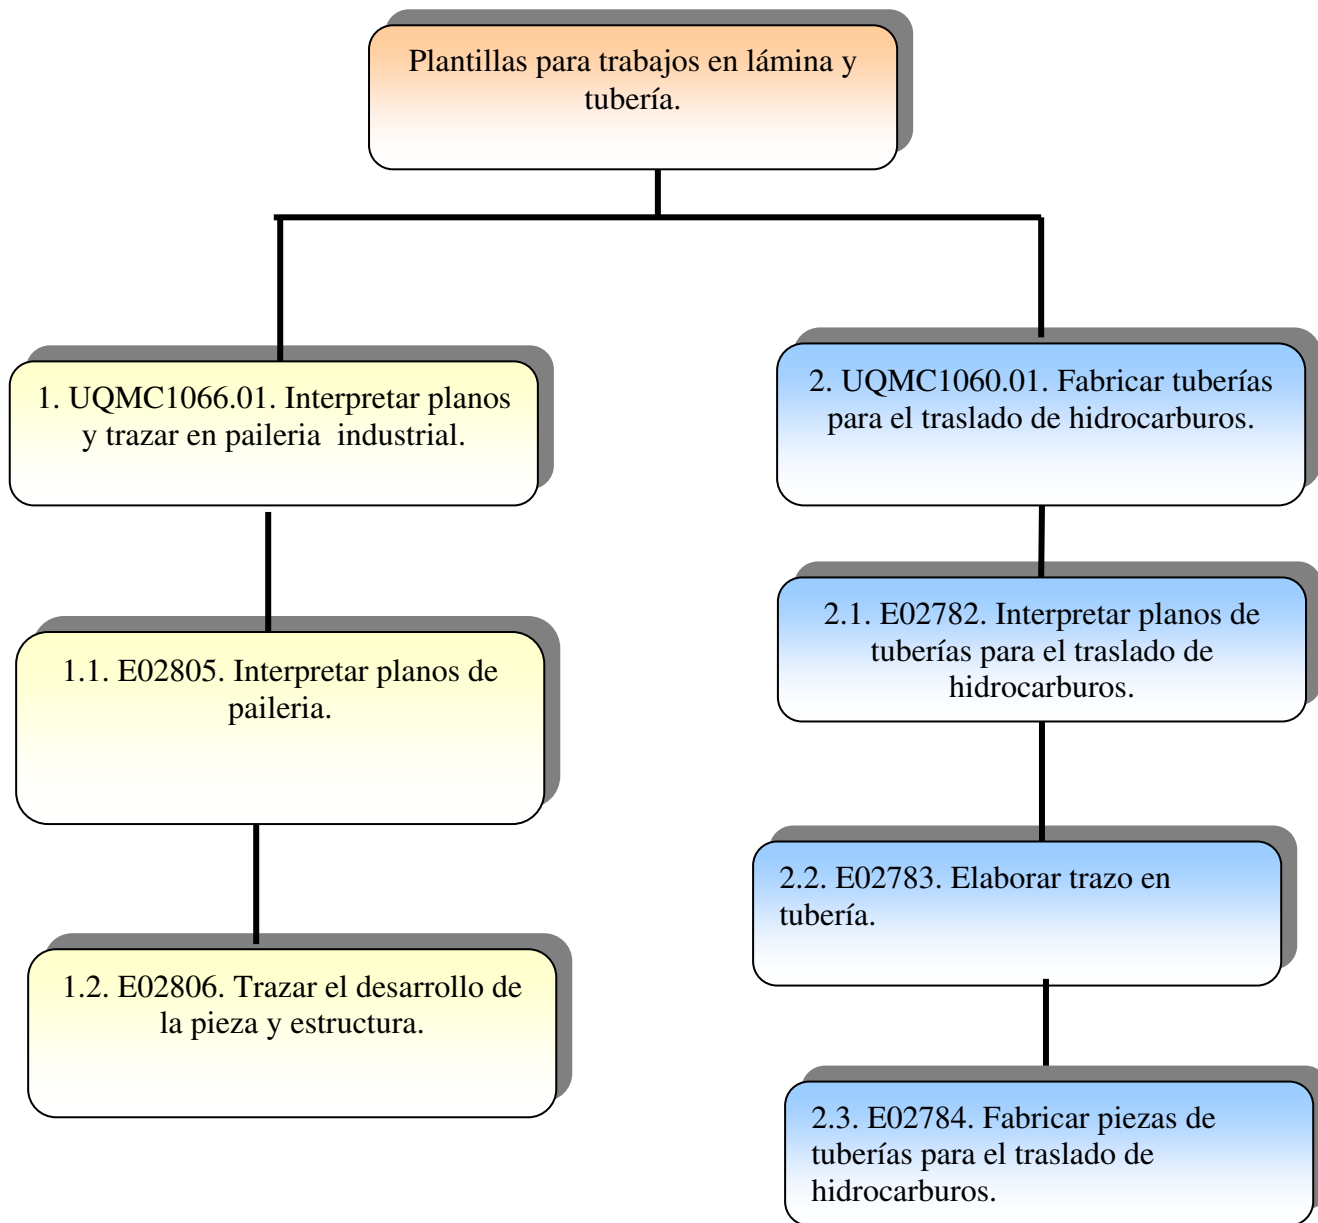 Plantillas para trabajos en lámina y
tubería.
1. UQMC1066.01. Interpretar planos
y trazar en paileria industrial.
1.1. E02805. Interpretar planos de
paileria.
1.2. E02806. Trazar el desarrollo de
la pieza y estructura.
2. UQMC1060.01. Fabricar tuberías
para el traslado de hidrocarburos.
2.1. E02782. Interpretar planos de
tuberías para el traslado de
hidrocarburos.
2.2. E02783. Elaborar trazo en
tubería.
2.3. E02784. Fabricar piezas de
tuberías para el traslado de
hidrocarburos.